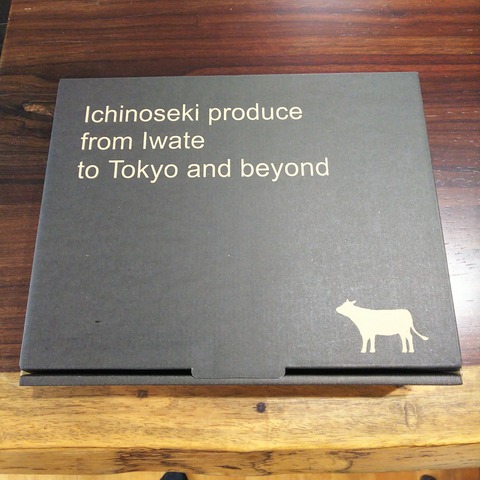 Ichinoseki produce
from Iwate
to Tokyo and beyond